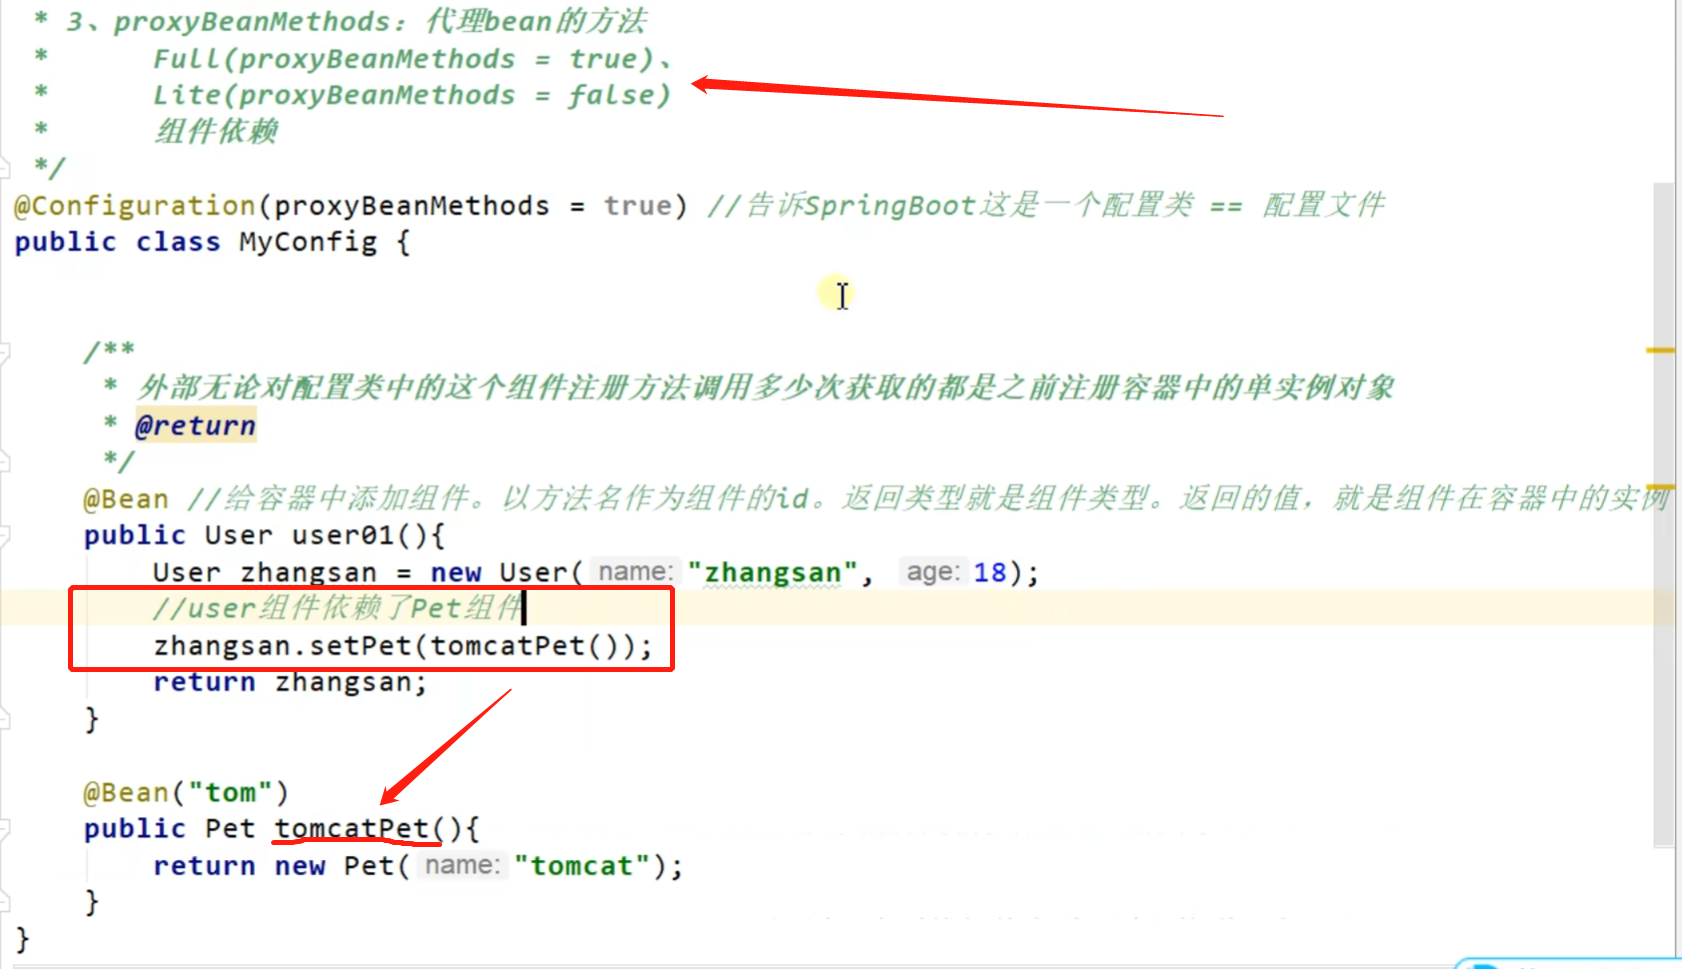 * 3、proxyBeanMethods：代理bean的方法
*      Full(proxyBeanMethods = true)、
*      Lite(proxyBeanMethods = false)
*      组件依赖
*/
@Configuration(proxyBeanMethods = true) //告诉SpringBoot这是一个配置类 == 配置文件
public class MyConfig {
/**
* 外部无论对配置类中的这个组件注册方法调用多少次获取的都是之前注册容器中的单实例对象
* @return
*/
@Bean //给容器中添加组件。以方法名作为组件的id。返回类型就是组件类型。返回的值，就是组件在容器中的实例
public User user01(){
User zhangsan = new User( name: "zhangsan", age: 18);
//user组件依赖了Pet组件
zhangsan.setPet(tomcatPet());
return zhangsan;
}
@Bean("tom")
public Pet tomcatPet(){
return new Pet( name: "tomcat");
}
}